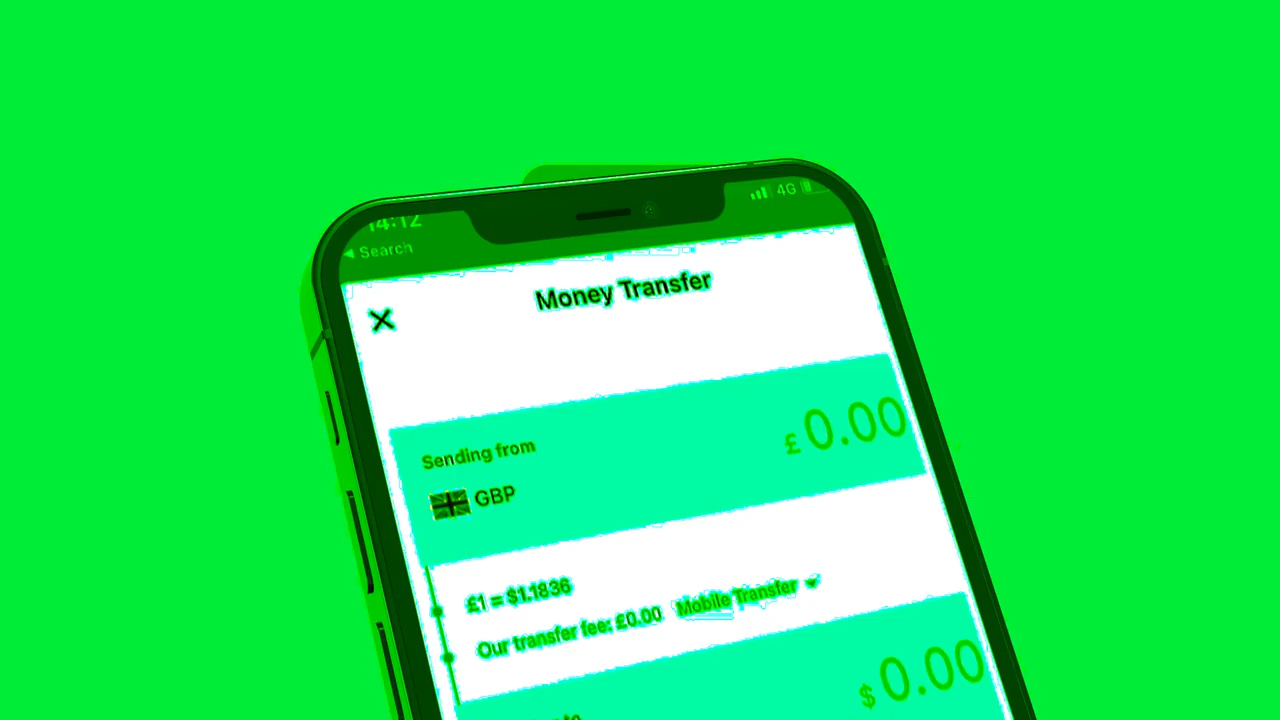 14:12
4G
◀ Search
Money Transfer
Sending from
£0.00
GBP
£1 = $1.1836
Our transfer fee: £0.00 Mobile Transfer
$0.00